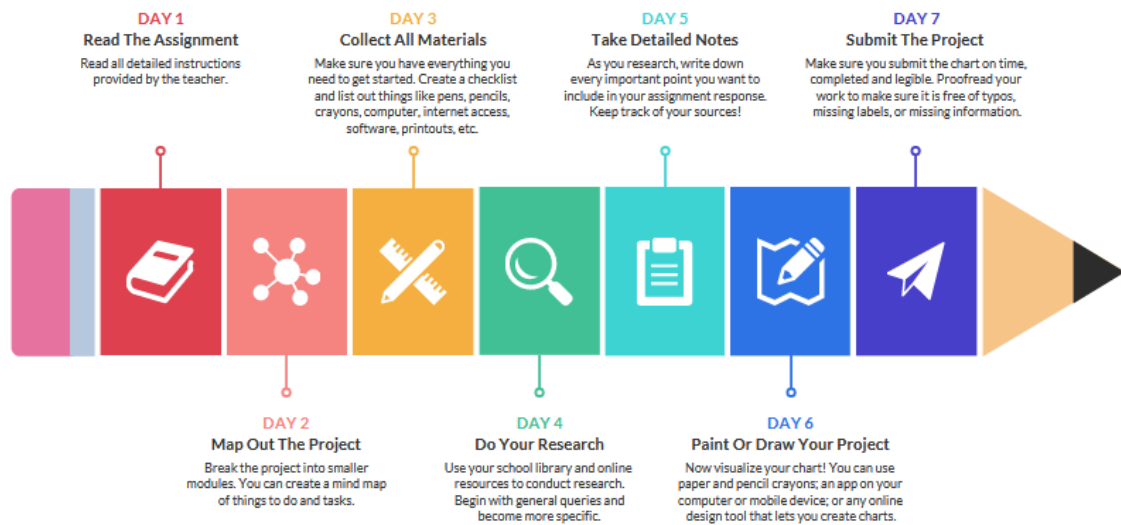 DAY 1
Read The Assignment
Read all detailed instructions
provided by the teacher.
DAY 2
Map Out The Project
Break the project into smaller
modules. You can create a mind map
of things to do and tasks.
DAY 3
Collect All Materials
Make sure you have everything you
need to get started. Create a checklist
and list out things like pens, pencils,
crayons, computer, internet access,
software, printouts, etc.
DAY 4
Do Your Research
Use your school library and online
resources to conduct research.
Begin with general queries and
become more specific.
DAY 5
Take Detailed Notes
As you research, write down
every important point you want to
include in your assignment response.
Keep track of your sources!
DAY 6
Paint Or Draw Your Project
Now visualize your chart! You can use
paper and pencil crayons; an app on your
computer or mobile device; or any online
design tool that lets you create charts.
DAY 7
Submit The Project
Make sure you submit the chart on time,
completed and legible. Proofread your
work to make sure it is free of typos,
missing labels, or missing information.